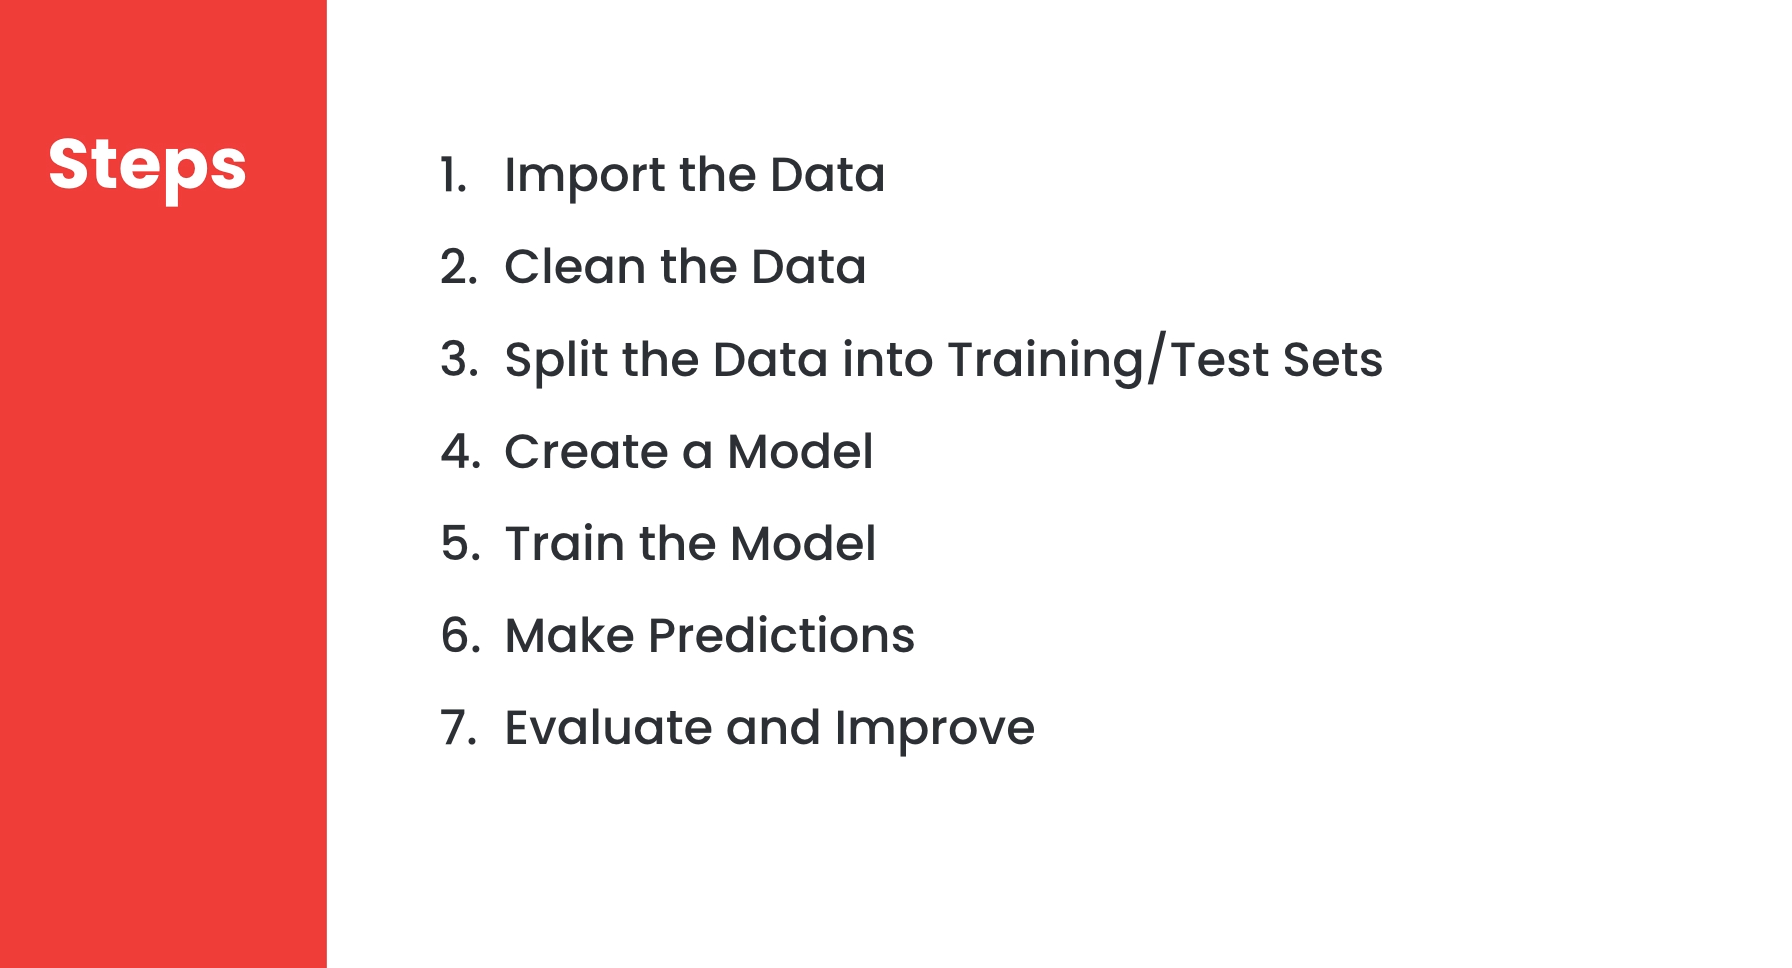 Steps
1. Import the Data
2. Clean the Data
3. Split the Data into Training/Test Sets
4. Create a Model
5. Train the Model
6. Make Predictions
7. Evaluate and Improve